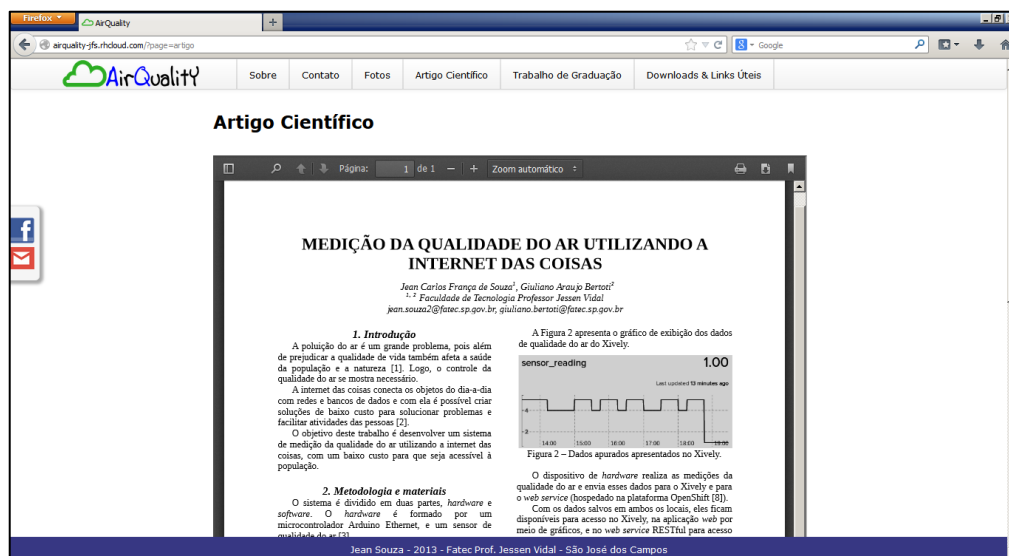 Firefox
AirQuality
airquality-jfs.rhcloud.com/?page=artigo
Google
AirQualitY
Sobre
Contato
Fotos
Artigo Científico
Trabalho de Graduação
Downloads & Links Úteis
Artigo Científico
Página: 1 de 1
Zoom automático
MEDIÇÃO DA QUALIDADE DO AR UTILIZANDO A
INTERNET DAS COISAS
Jean Carlos França de Souza¹, Giuliano Araujo Bertoti²
¹, ² Faculdade de Tecnologia Professor Jessen Vidal
jean.souza2@fatec.sp.gov.br, giuliano.bertoti@fatec.sp.gov.br
1. Introdução
A poluição do ar é um grande problema, pois além
de prejudicar a qualidade de vida também afeta a saúde
da população e a natureza [1]. Logo, o controle da
qualidade do ar se mostra necessário.
A internet das coisas conecta os objetos do dia-a-dia
com redes e bancos de dados e com ela é possível criar
soluções de baixo custo para solucionar problemas e
facilitar atividades das pessoas [2].
O objetivo deste trabalho é desenvolver um sistema
de medição da qualidade do ar utilizando a internet das
coisas, com um baixo custo para que seja acessível à
população.
2. Metodologia e materiais
O sistema é dividido em duas partes, hardware e
software. O hardware é formado por um
microcontrolador Arduino Ethernet, e um sensor de
qualidade do ar [3].
A Figura 2 apresenta o gráfico de exibição dos dados
de qualidade do ar do Xively.
sensor_reading
1.00
Last updated 13 minutes ago
4
2
14:00 15:00 16:00 17:00 18:00 19:00
Figura 2 – Dados apurados apresentados no Xively.
O dispositivo de hardware realiza as medições da
qualidade do ar e envia esses dados para o Xively e para
o web service (hospedado na plataforma OpenShift [8]).
Com os dados salvos em ambos os locais, eles ficam
disponíveis para acesso no Xively, na aplicação web por
meio de gráficos, e no web service RESTful para acesso
Jean Souza - 2013 - Fatec Prof. Jessen Vidal - São José dos Campos